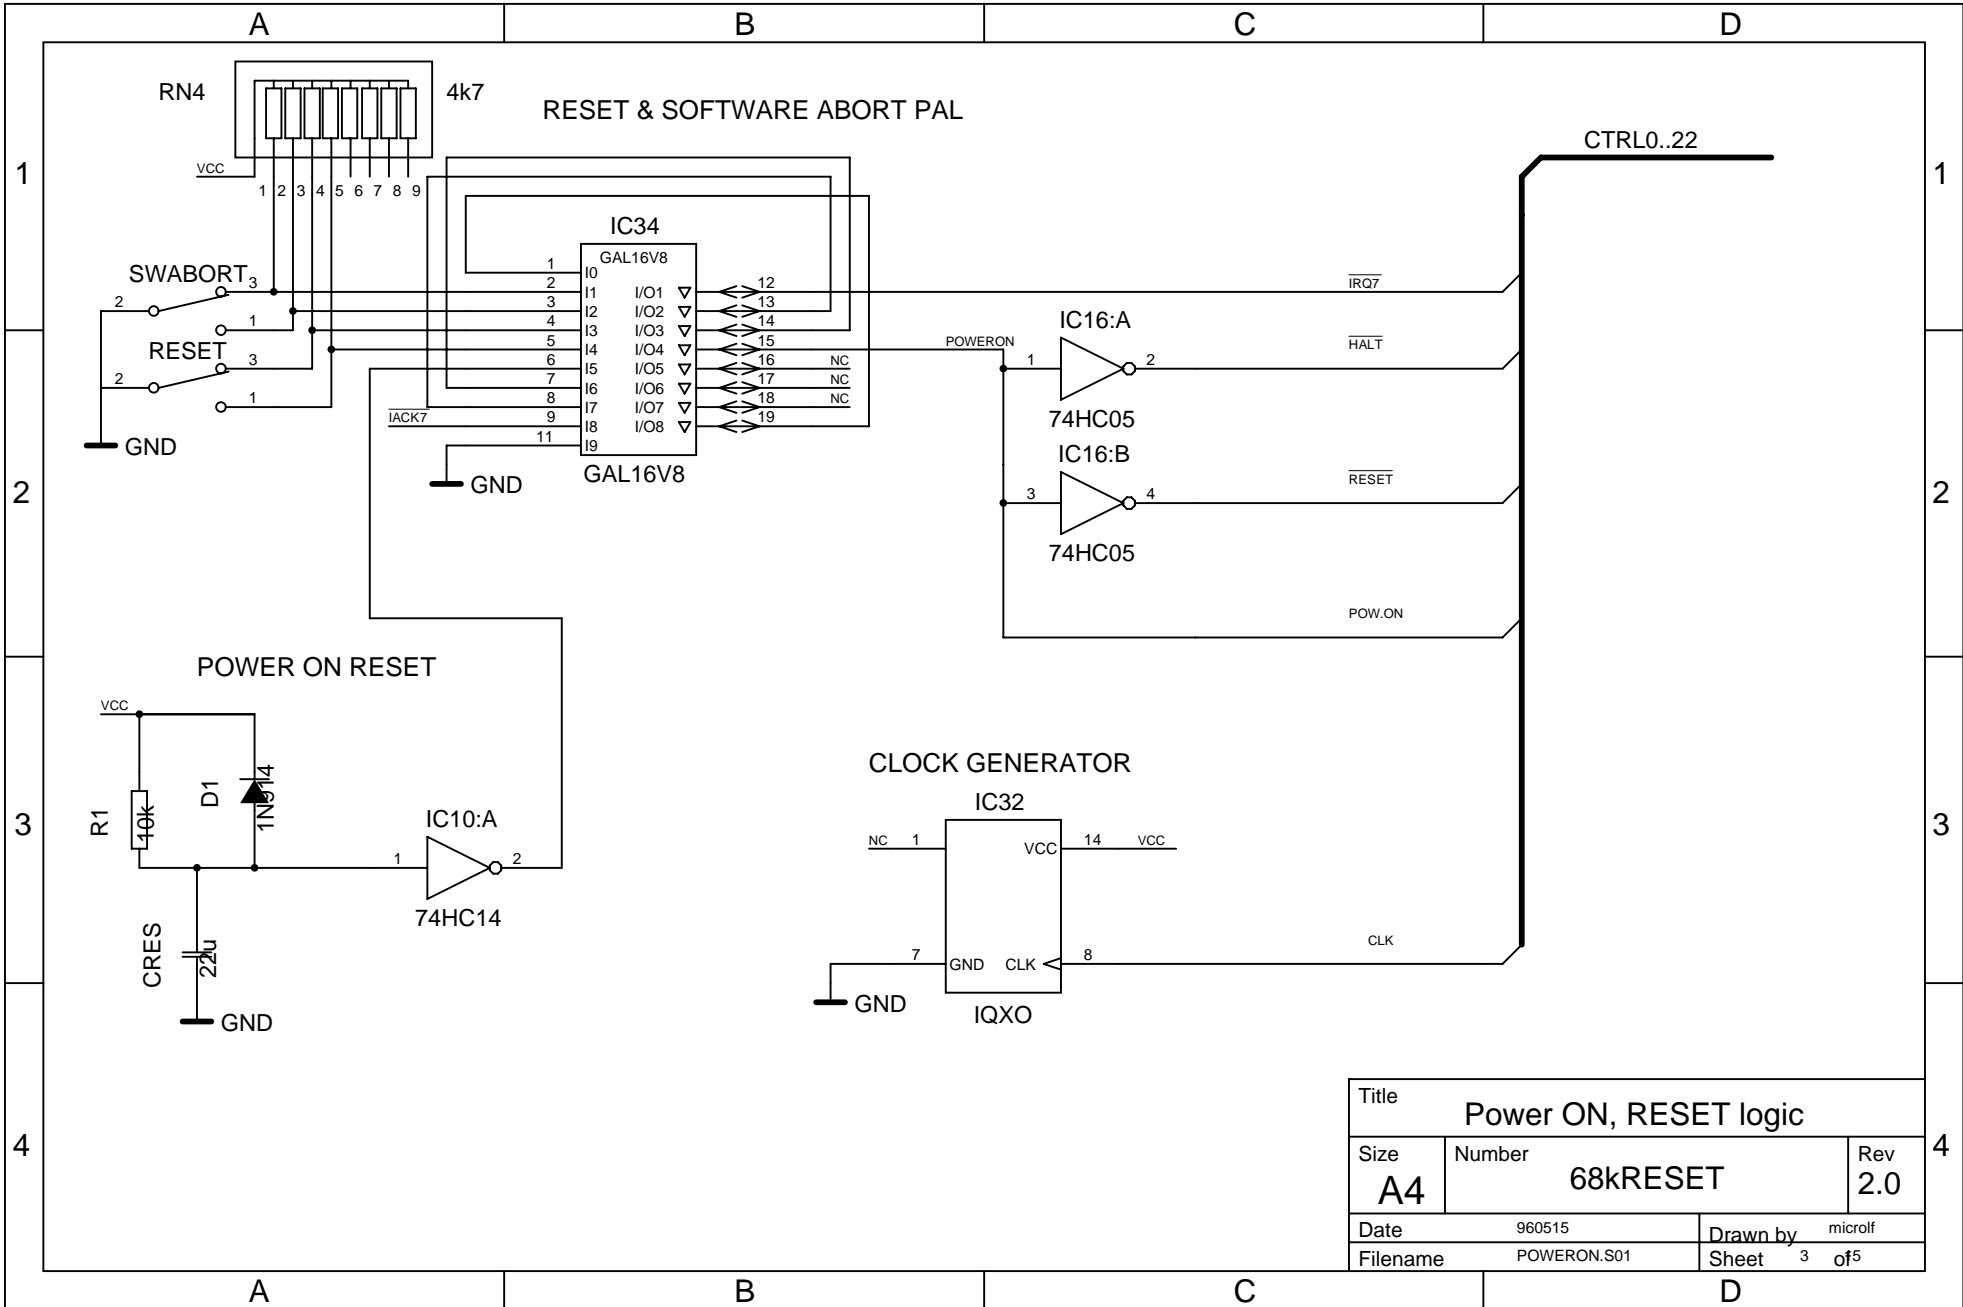 A B C D
RN4 4k7
RESET & SOFTWARE ABORT PAL
CTRL0..22
1 1
VCC
1 2 3 4 5 6 7 8 9
IC34
GAL16V8
SWABORT
2 3
1
RESET
2 3
1
GND
1 I0
2 I1 I/O1 12
3 I2 I/O2 13
4 I3 I/O3 14
5 I4 I/O4 15
6 I5 I/O5 16 NC
7 I6 I/O6 17 NC
8 I7 I/O7 18 NC
IACK7 9 I8 I/O8 19
11 I9
GAL16V8
GND
POWERON
IRQ7
IC16:A
1 2
HALT
74HC05
IC16:B
3 4
RESET
74HC05
POW.ON
2 2
POWER ON RESET
VCC
R1 10k
D1 1N914
IC10:A
1 2
74HC14
CRES 22u
GND
3 3
CLOCK GENERATOR
IC32
NC 1 VCC 14 VCC
7 GND CLK 8
CLK
GND
IQXO
4 4
Title
Power ON, RESET logic
Size Number Rev
A4 68kRESET 2.0
Date 960515 Drawn by microlf
Filename POWERON.S01 Sheet 3 of 15
A B C D